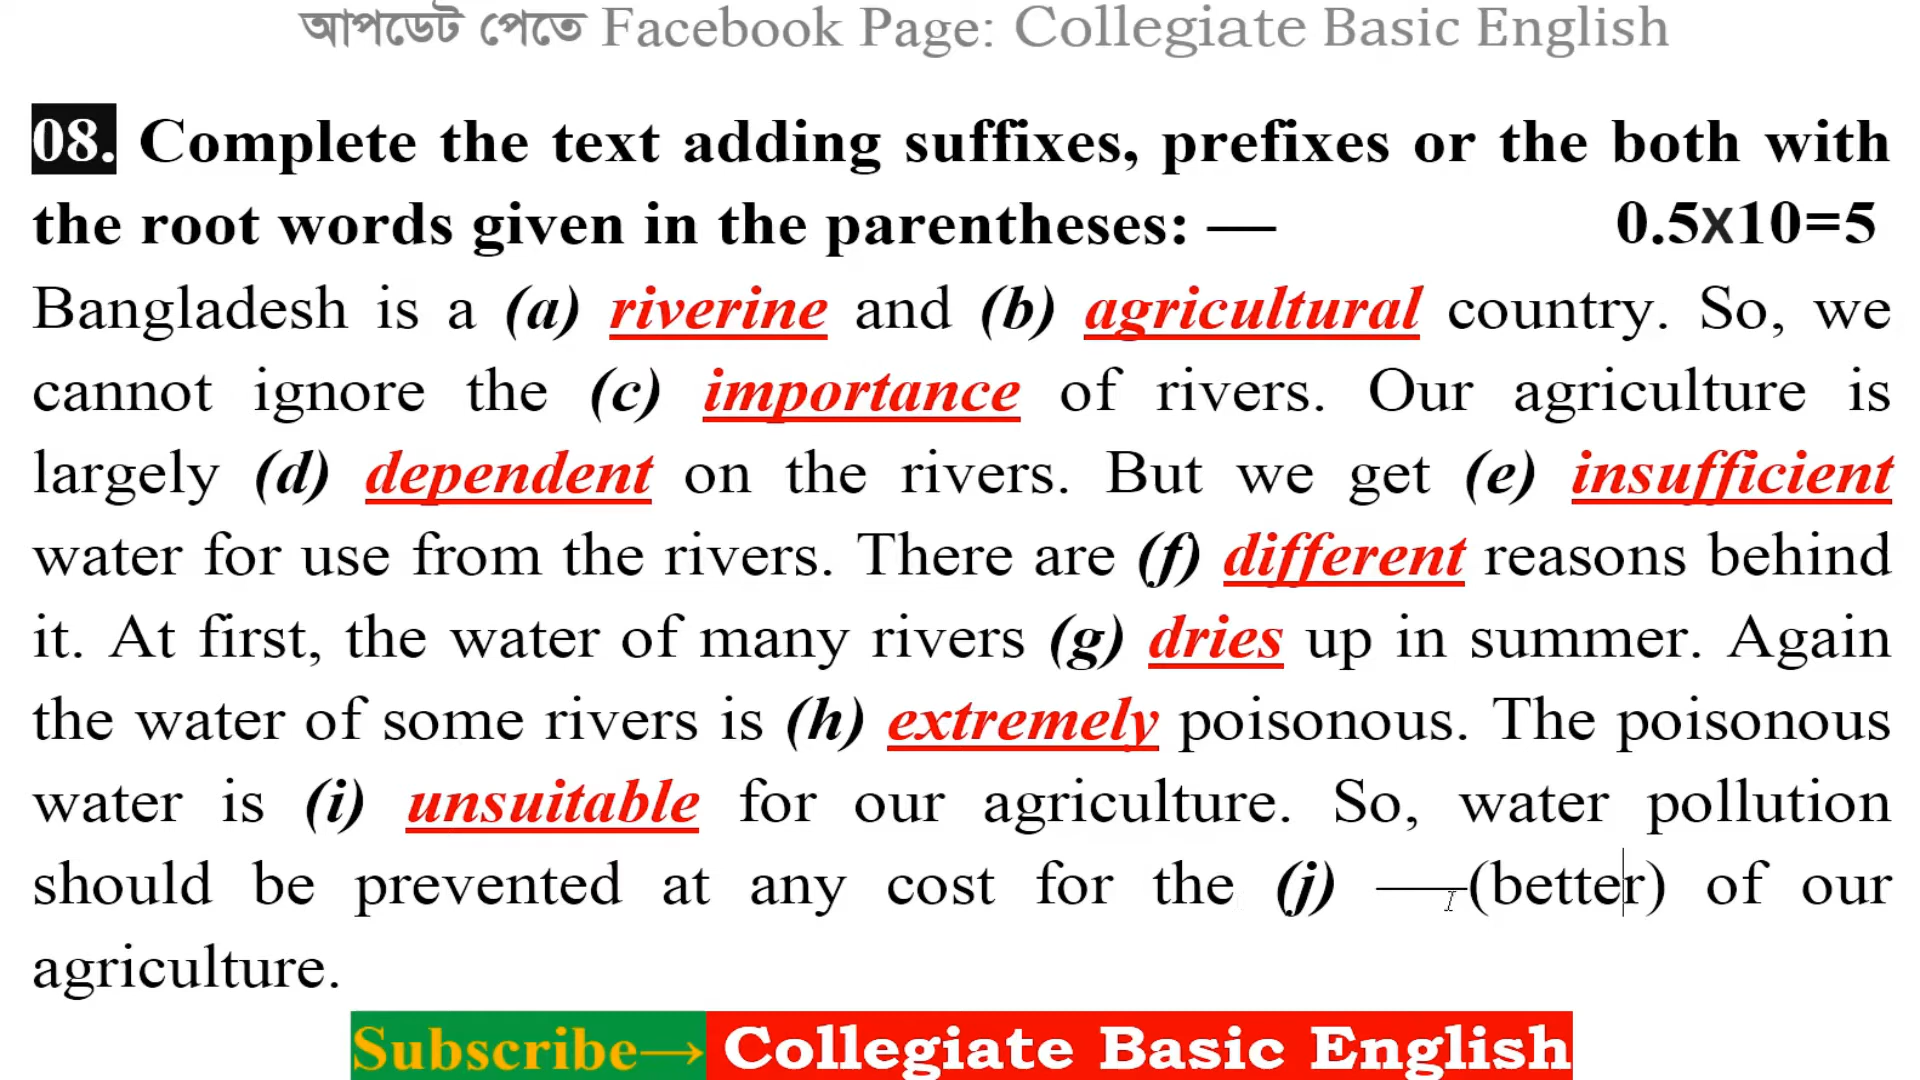 আপডেট পেতে Facebook Page: Collegiate Basic English
08. Complete the text adding suffixes, prefixes or the both with
the root words given in the parentheses: — 0.5X10=5
Bangladesh is a (a) riverine and (b) agricultural country. So, we
cannot ignore the (c) importance of rivers. Our agriculture is
largely (d) dependent on the rivers. But we get (e) insufficient
water for use from the rivers. There are (f) different reasons behind
it. At first, the water of many rivers (g) dries up in summer. Again
the water of some rivers is (h) extremely poisonous. The poisonous
water is (i) unsuitable for our agriculture. So, water pollution
should be prevented at any cost for the (j) —(better) of our
agriculture.
Subscribe→ Collegiate Basic English